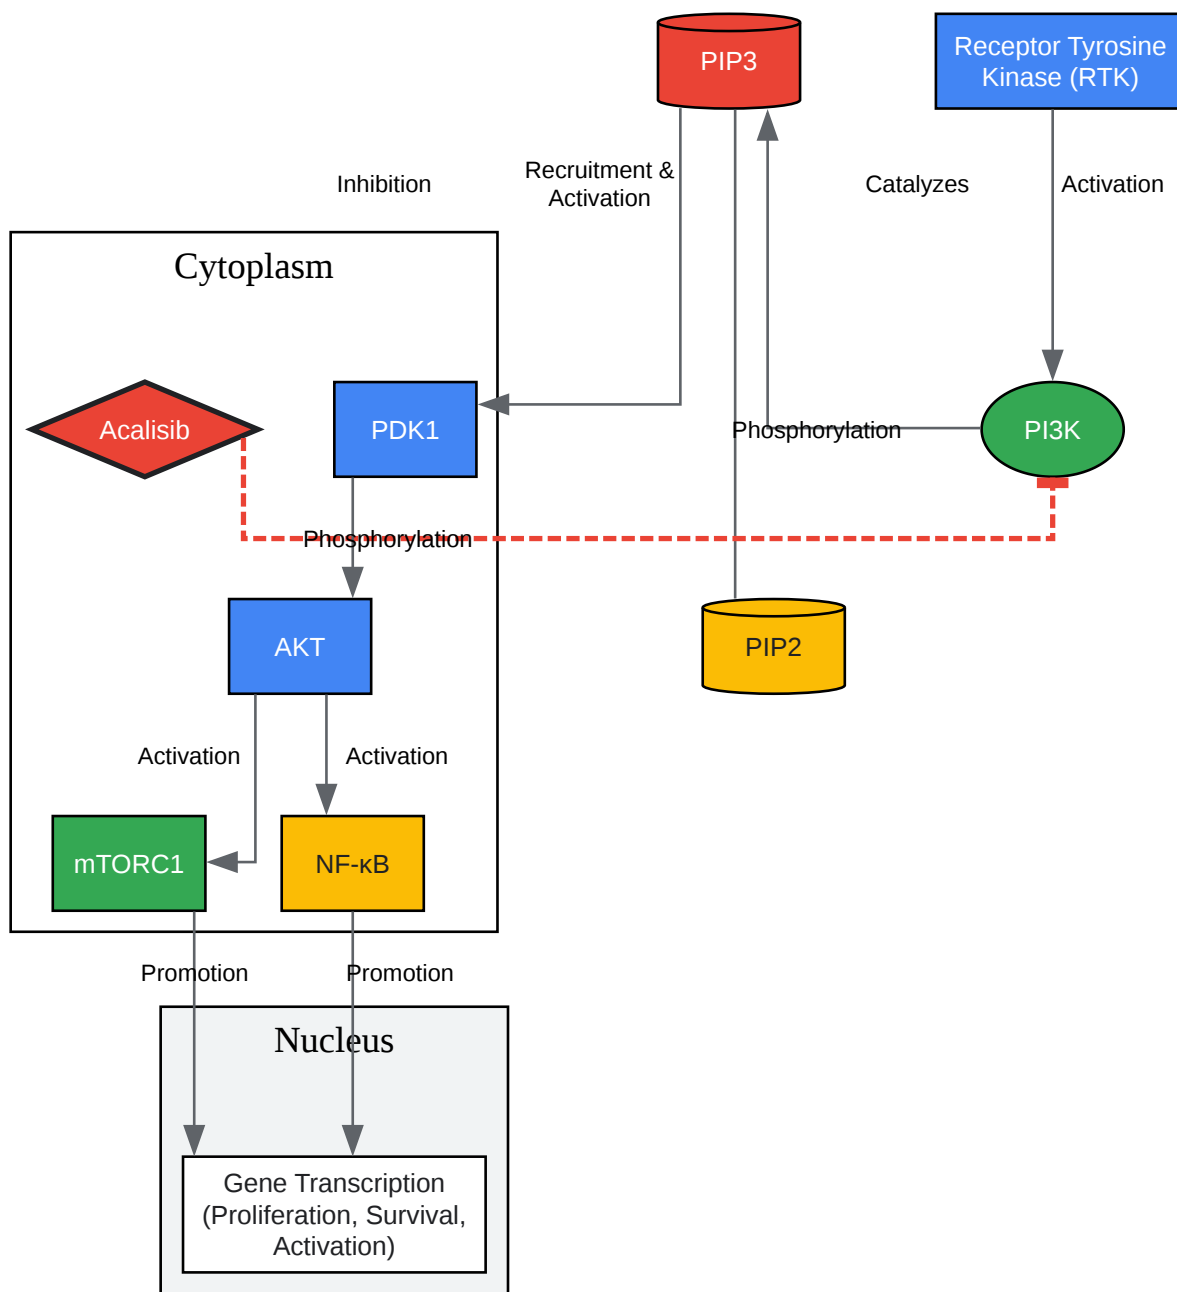 PIP3
Receptor Tyrosine
Kinase (RTK)
Inhibition
Recruitment &
Activation
Catalyzes
Activation
Cytoplasm
Acalisib
PDK1
Phosphorylation
PI3K
Phosphorylation
AKT
PIP2
Activation
Activation
mTORC1
NF-κB
Promotion
Promotion
Nucleus
Gene Transcription
(Proliferation, Survival,
Activation)